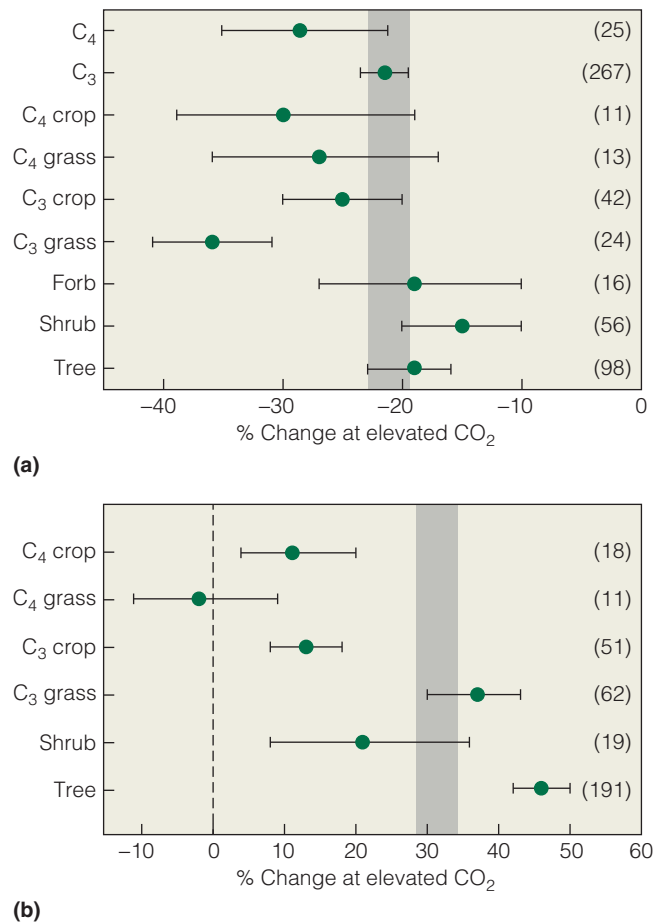 C₄ (25)
C₃ (267)
C₄ crop (11)
C₄ grass (13)
C₃ crop (42)
C₃ grass (24)
Forb (16)
Shrub (56)
Tree (98)
−40 −30 −20 −10 0
% Change at elevated CO₂
(a)
C₄ crop (18)
C₄ grass (11)
C₃ crop (51)
C₃ grass (62)
Shrub (19)
Tree (191)
−10 0 10 20 30 40 50 60
% Change at elevated CO₂
(b)